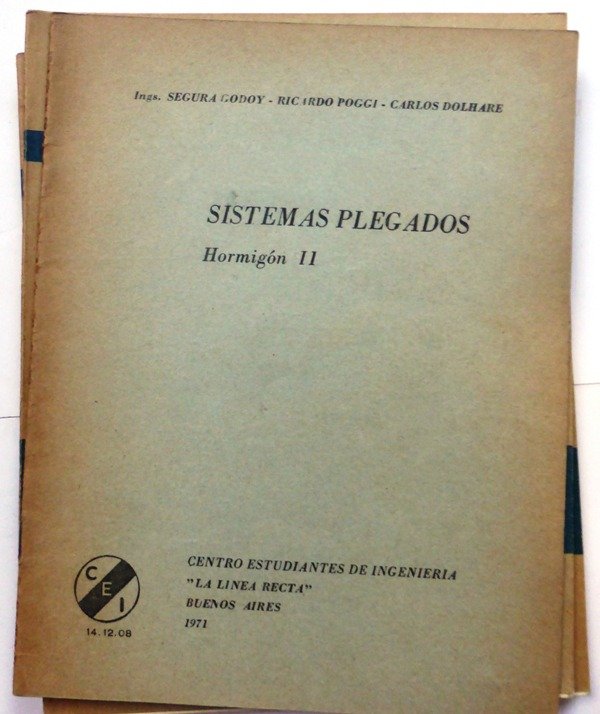 Ings. SEGURA GODOY - RICARDO POGGI - CARLOS DOLHARE
SISTEMAS PLEGADOS
Hormigón II
CENTRO ESTUDIANTES DE INGENIERIA
"LA LINEA RECTA"
BUENOS AIRES
1971
C E I
14.12.08